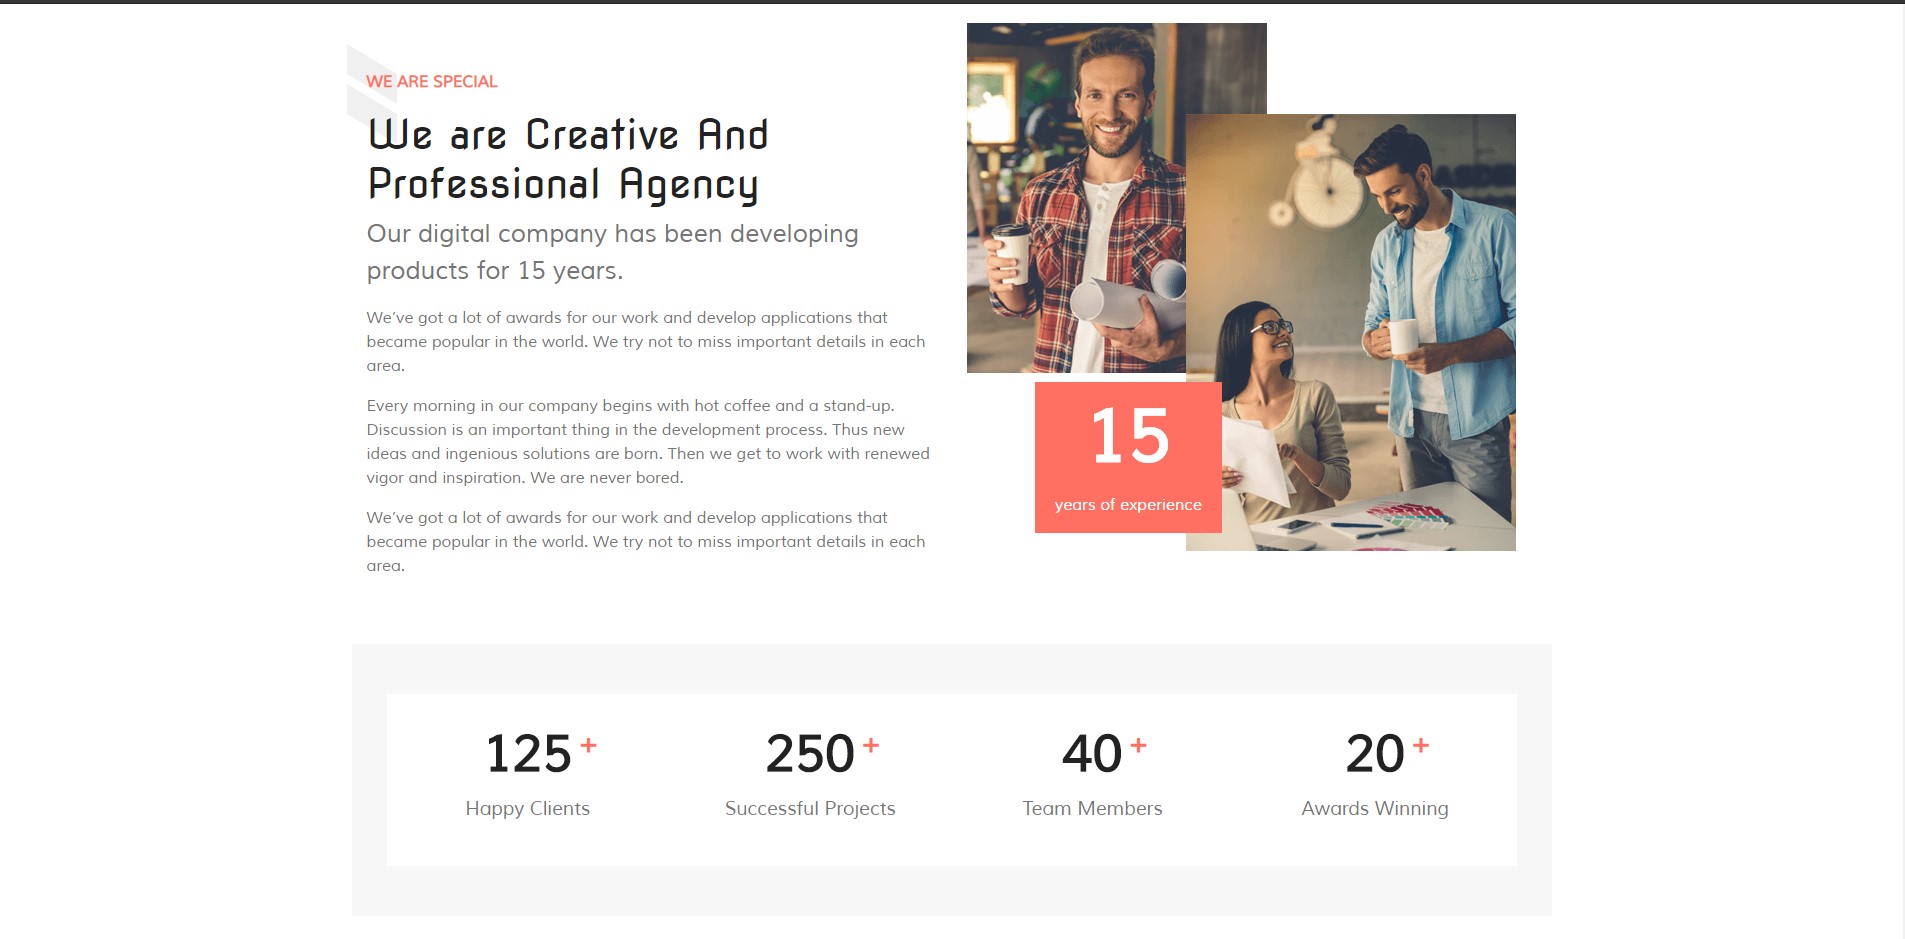 WE ARE SPECIAL
We are Creative And
Professional Agency
Our digital company has been developing
products for 15 years.
We’ve got a lot of awards for our work and develop applications that
became popular in the world. We try not to miss important details in each
area.
Every morning in our company begins with hot coffee and a stand-up.
Discussion is an important thing in the development process. Thus new
ideas and ingenious solutions are born. Then we get to work with renewed
vigor and inspiration. We are never bored.
We’ve got a lot of awards for our work and develop applications that
became popular in the world. We try not to miss important details in each
area.
15
years of experience
125 +
Happy Clients
250 +
Successful Projects
40 +
Team Members
20 +
Awards Winning